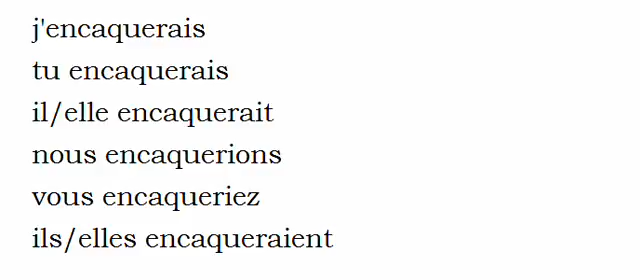 j'encaquerais
tu encaquerais
il/elle encaquerait
nous encaquerions
vous encaqueriez
ils/elles encaqueraient